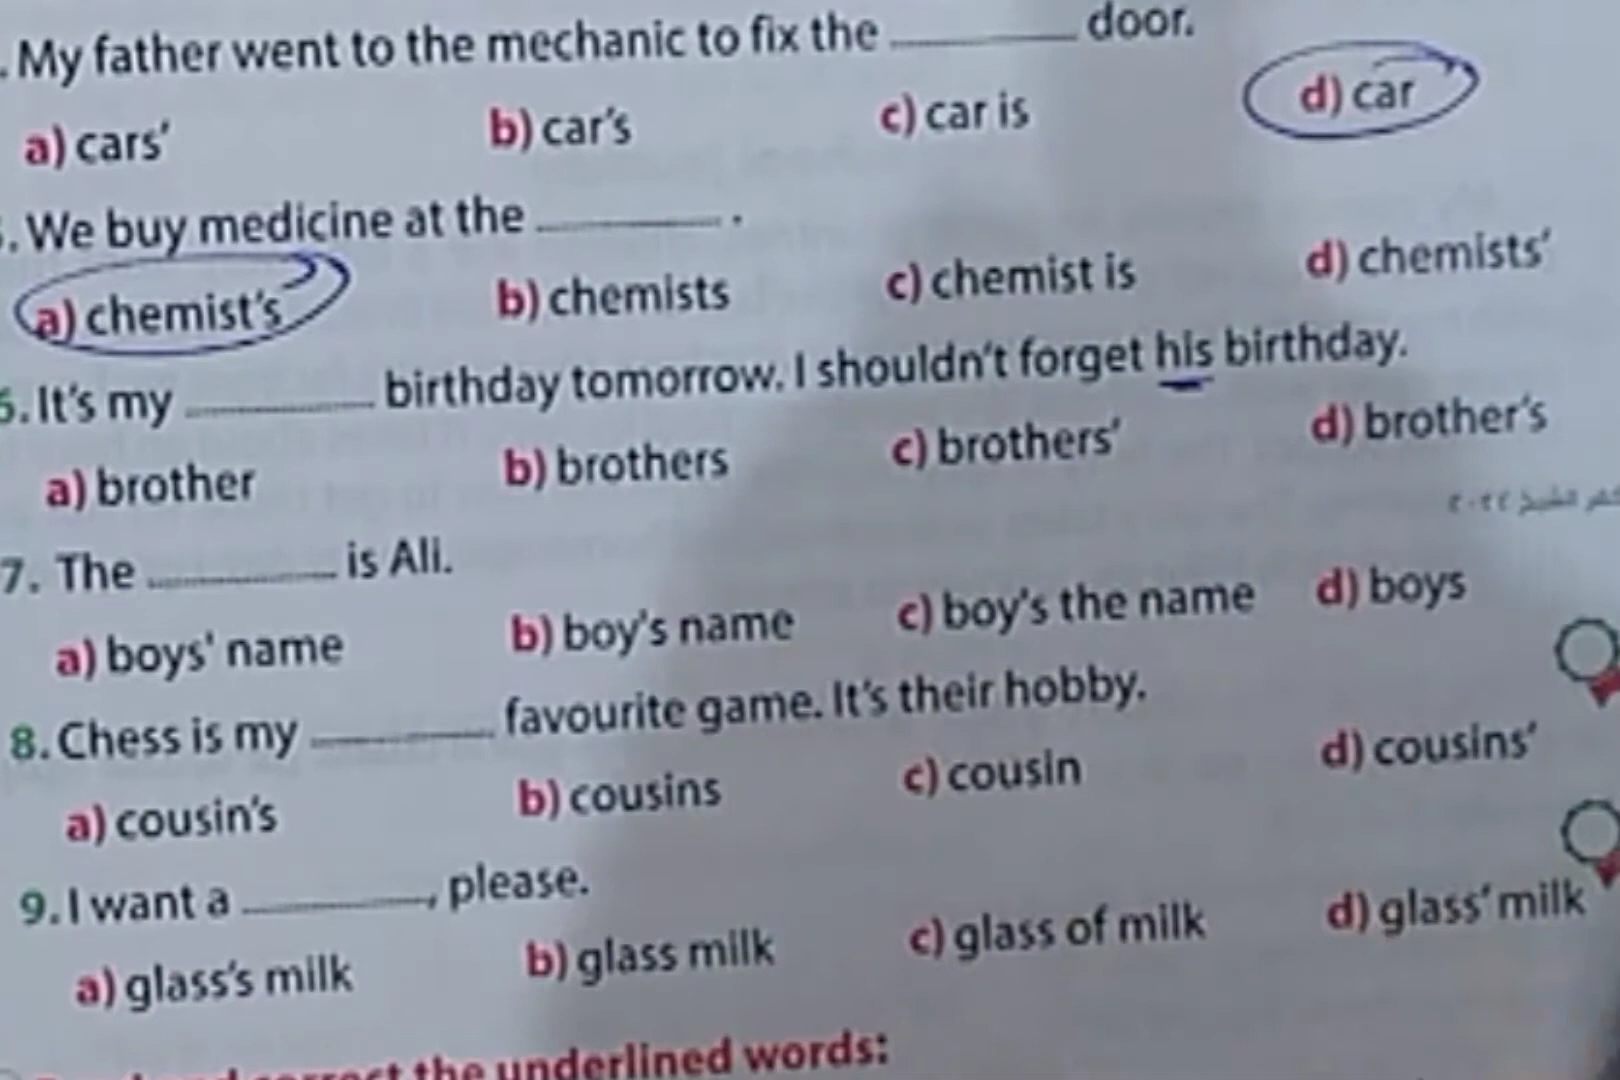 . My father went to the mechanic to fix the ________ door.
a) cars' b) car's c) car is d) car
. We buy medicine at the ________ .
a) chemist's b) chemists c) chemist is d) chemists'
6. It's my ________ birthday tomorrow. I shouldn't forget his birthday.
a) brother b) brothers c) brothers' d) brother's
7. The ________ is Ali.
a) boys' name b) boy's name c) boy's the name d) boys
8. Chess is my ________ favourite game. It's their hobby.
a) cousin's b) cousins c) cousin d) cousins'
9. I want a ________, please.
a) glass's milk b) glass milk c) glass of milk d) glass' milk
correct the underlined words: